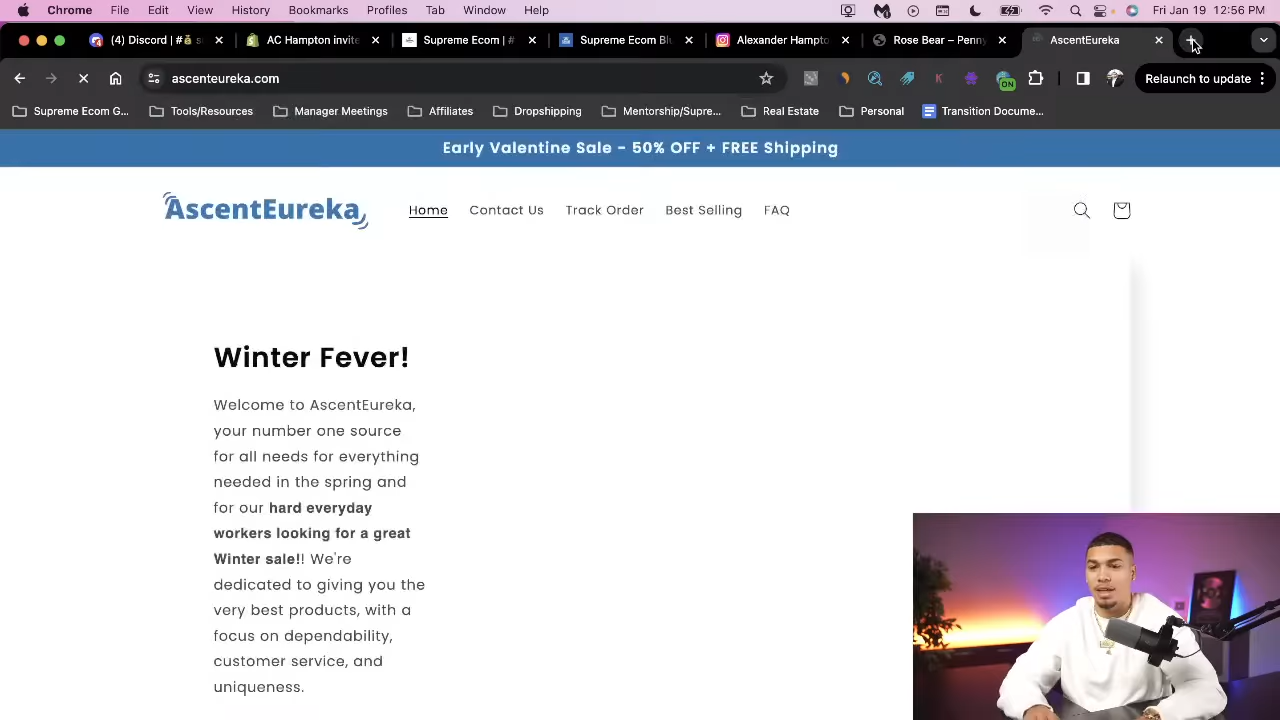 Chrome File Edit View History Bookmarks Profiles Tab Window Help Fri Jan 19 12:56 PM
(4) Discord | # AC Hampton invite Supreme Ecom | # Supreme Ecom Blu Alexander Hampto Rose Bear – Penny AscentEureka
ascenteureka.com K ON Relaunch to update
Supreme Ecom G... Tools/Resources Manager Meetings Affiliates Dropshipping Mentorship/Supre... Real Estate Personal Transition Docume...
Early Valentine Sale - 50% OFF + FREE Shipping
AscentEureka Home Contact Us Track Order Best Selling FAQ
Winter Fever!
Welcome to AscentEureka,
your number one source
for all needs for everything
needed in the spring and
for our hard everyday
workers looking for a great
Winter sale!! We're
dedicated to giving you the
very best products, with a
focus on dependability,
customer service, and
uniqueness.